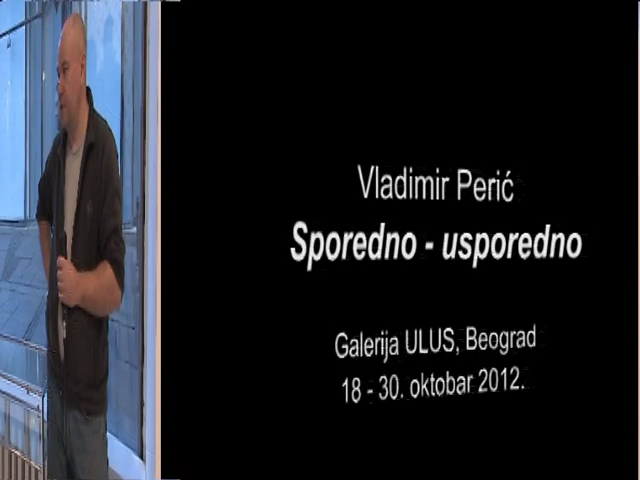 Vladimir Perić
Sporedno - usporedno
Galerija ULUS, Beograd
18 - 30. oktobar 2012.